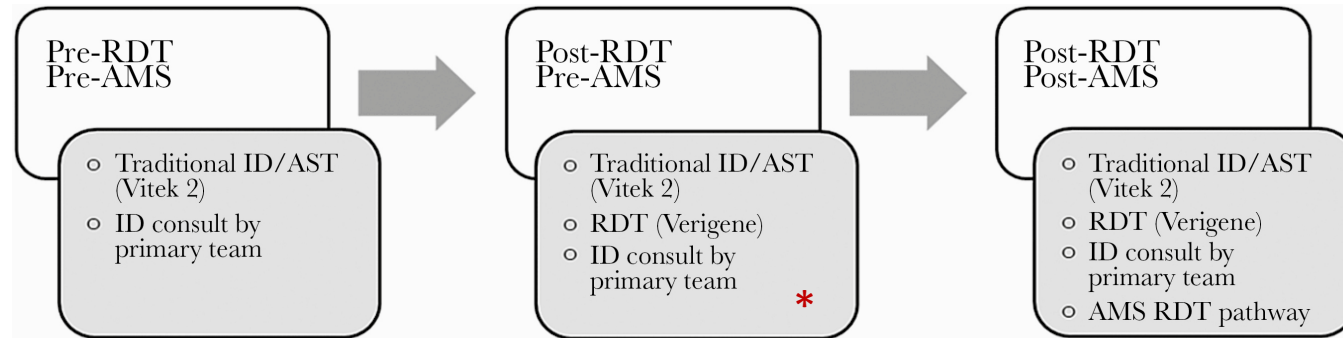 Pre-RDT
Pre-AMS
○ Traditional ID/AST
(Vitek 2)
○ ID consult by
primary team
Post-RDT
Pre-AMS
○ Traditional ID/AST
(Vitek 2)
○ RDT (Verigene)
○ ID consult by
primary team
*
Post-RDT
Post-AMS
○ Traditional ID/AST
(Vitek 2)
○ RDT (Verigene)
○ ID consult by
primary team
○ AMS RDT pathway